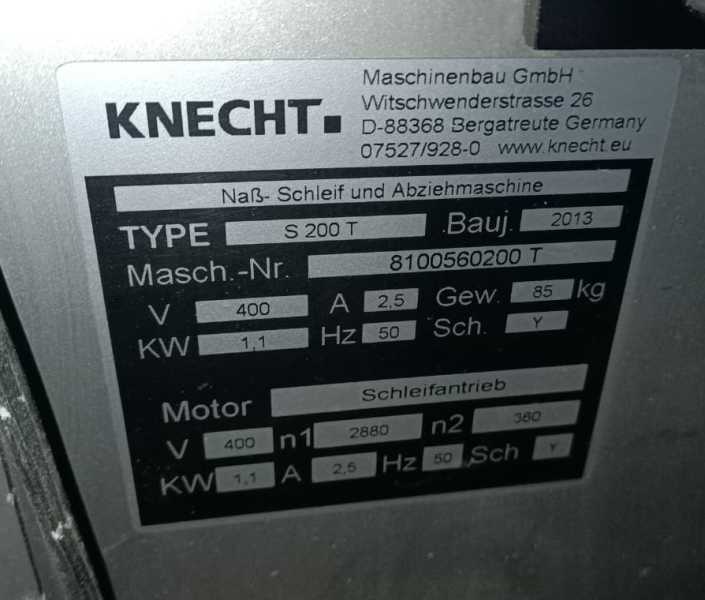 KNECHT.
Maschinenbau GmbH
Witschwenderstrasse 26
D-88368 Bergatreute Germany
07527/928-0 www.knecht.eu
Naß- Schleif und Abziehmaschine
TYPE S 200 T Bauj. 2013
Masch.-Nr. 8100560200 T
V 400 A 2,5 Gew. 85 kg
KW 1,1 Hz 50 Sch. Y
Motor Schleifantrieb
V 400 n1 2880 n2 360
KW 1,1 A 2,5 Hz 50 Sch Y